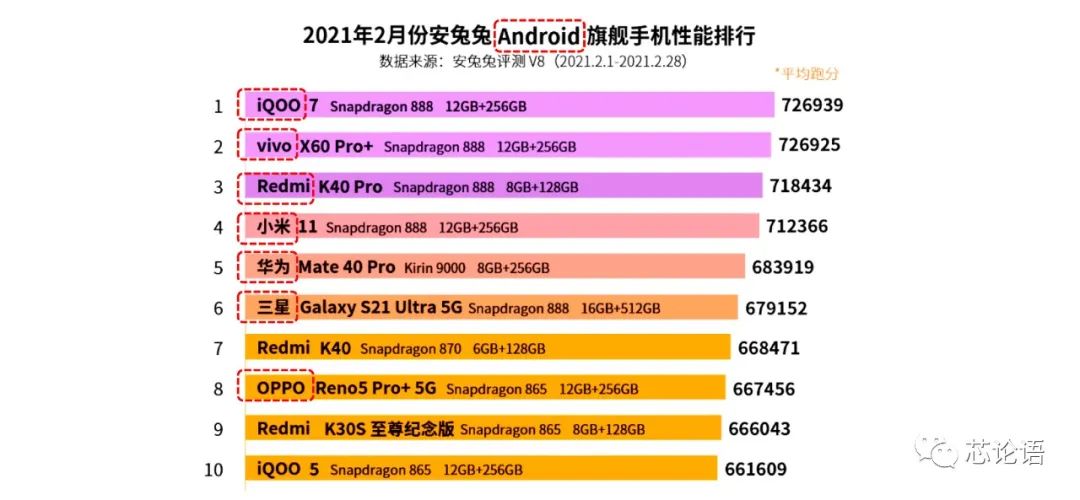 2021年2月份安兔兔Android旗舰手机性能排行
数据来源：安兔兔评测 V8（2021.2.1-2021.2.28）
*平均跑分
1 iQOO 7 Snapdragon 888 12GB+256GB 726939
2 vivo X60 Pro+ Snapdragon 888 12GB+256GB 726925
3 Redmi K40 Pro Snapdragon 888 8GB+128GB 718434
4 小米 11 Snapdragon 888 12GB+256GB 712366
5 华为 Mate 40 Pro Kirin 9000 8GB+256GB 683919
6 三星 Galaxy S21 Ultra 5G Snapdragon 888 16GB+512GB 679152
7 Redmi K40 Snapdragon 870 6GB+128GB 668471
8 OPPO Reno5 Pro+ 5G Snapdragon 865 12GB+256GB 667456
9 Redmi K30S 至尊纪念版 Snapdragon 865 8GB+128GB 666043
10 iQOO 5 Snapdragon 865 12GB+256GB 661609
芯论语